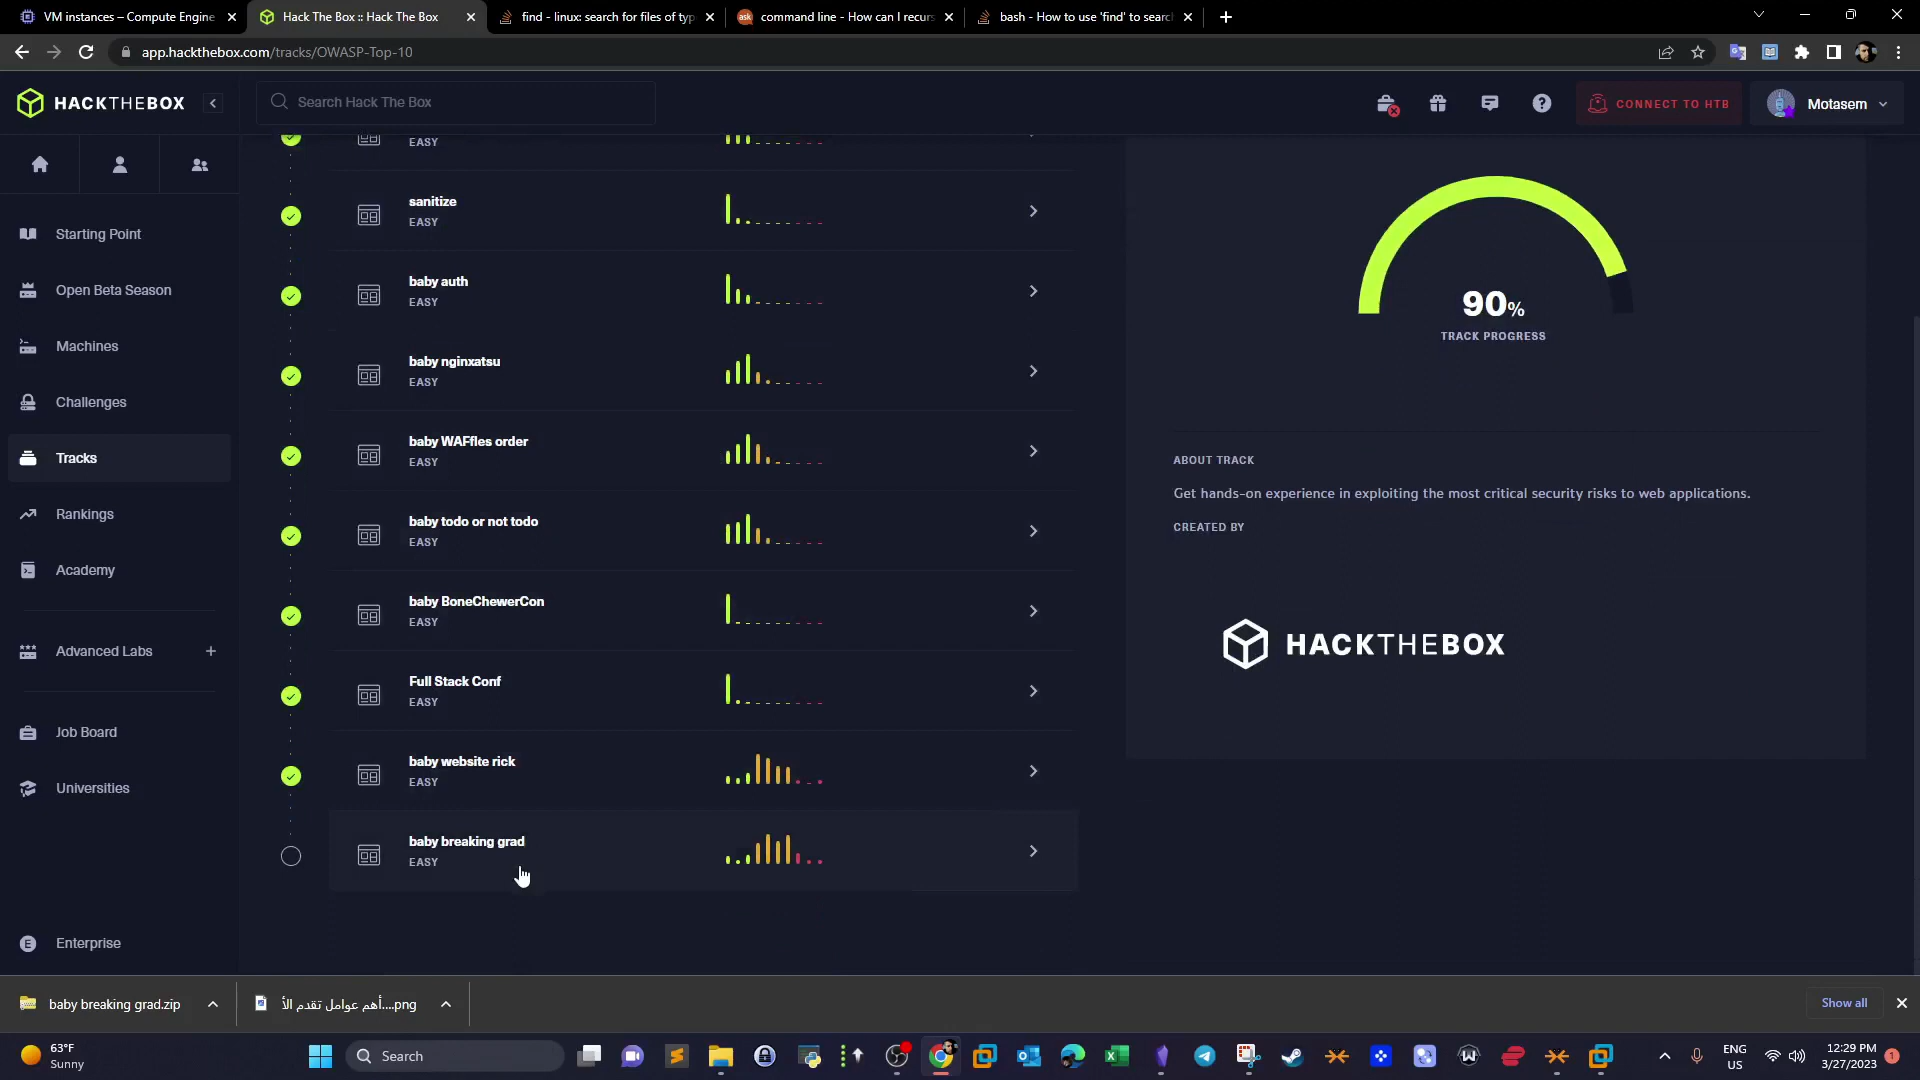 VM instances – Compute Engine
Hack The Box :: Hack The Box
find - linux: search for files of typ
command line - How can I recurs
bash - How to use 'find' to searc
app.hackthebox.com/tracks/OWASP-Top-10
HACKTHEBOX
Search Hack The Box
CONNECT TO HTB
Motasem
Starting Point
Open Beta Season
Machines
Challenges
Tracks
Rankings
Academy
Advanced Labs
Job Board
Universities
Enterprise
EASY
sanitize
EASY
baby auth
EASY
baby nginxatsu
EASY
baby WAFfles order
EASY
baby todo or not todo
EASY
baby BoneChewerCon
EASY
Full Stack Conf
EASY
baby website rick
EASY
baby breaking grad
EASY
90%
TRACK PROGRESS
ABOUT TRACK
Get hands-on experience in exploiting the most critical security risks to web applications.
CREATED BY
HACKTHEBOX
baby breaking grad.zip
أهم عوامل تقدم الأ....png
Show all
63°F
Sunny
Search
ENG
US
12:29 PM
3/27/2023
1